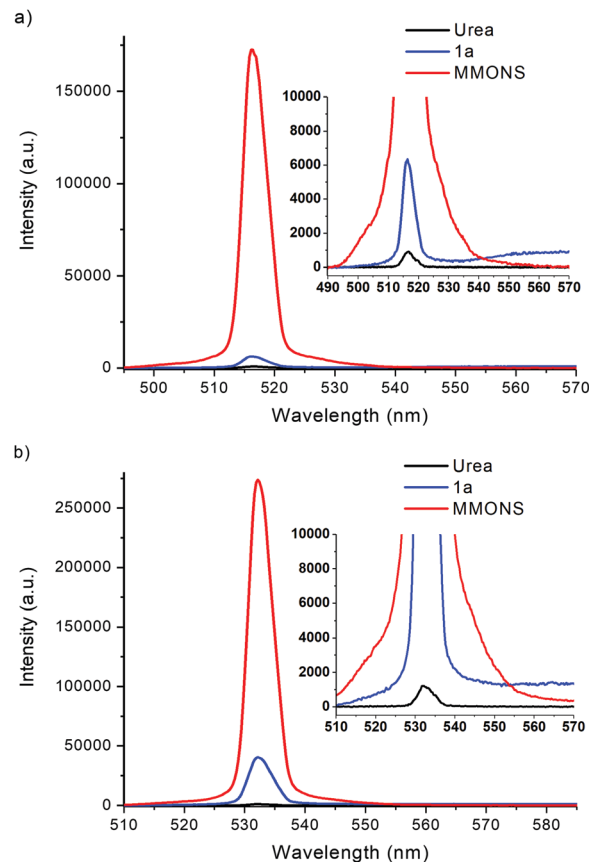 a)
Urea
1a
MMONS
150000
100000
50000
0
Intensity (a.u.)
10000
8000
6000
4000
2000
0
490 500 510 520 530 540 550 560 570
500 510 520 530 540 550 560 570
Wavelength (nm)
b)
Urea
1a
MMONS
250000
200000
150000
100000
50000
0
Intensity (a.u.)
10000
8000
6000
4000
2000
0
510 520 530 540 550 560 570
510 520 530 540 550 560 570 580
Wavelength (nm)